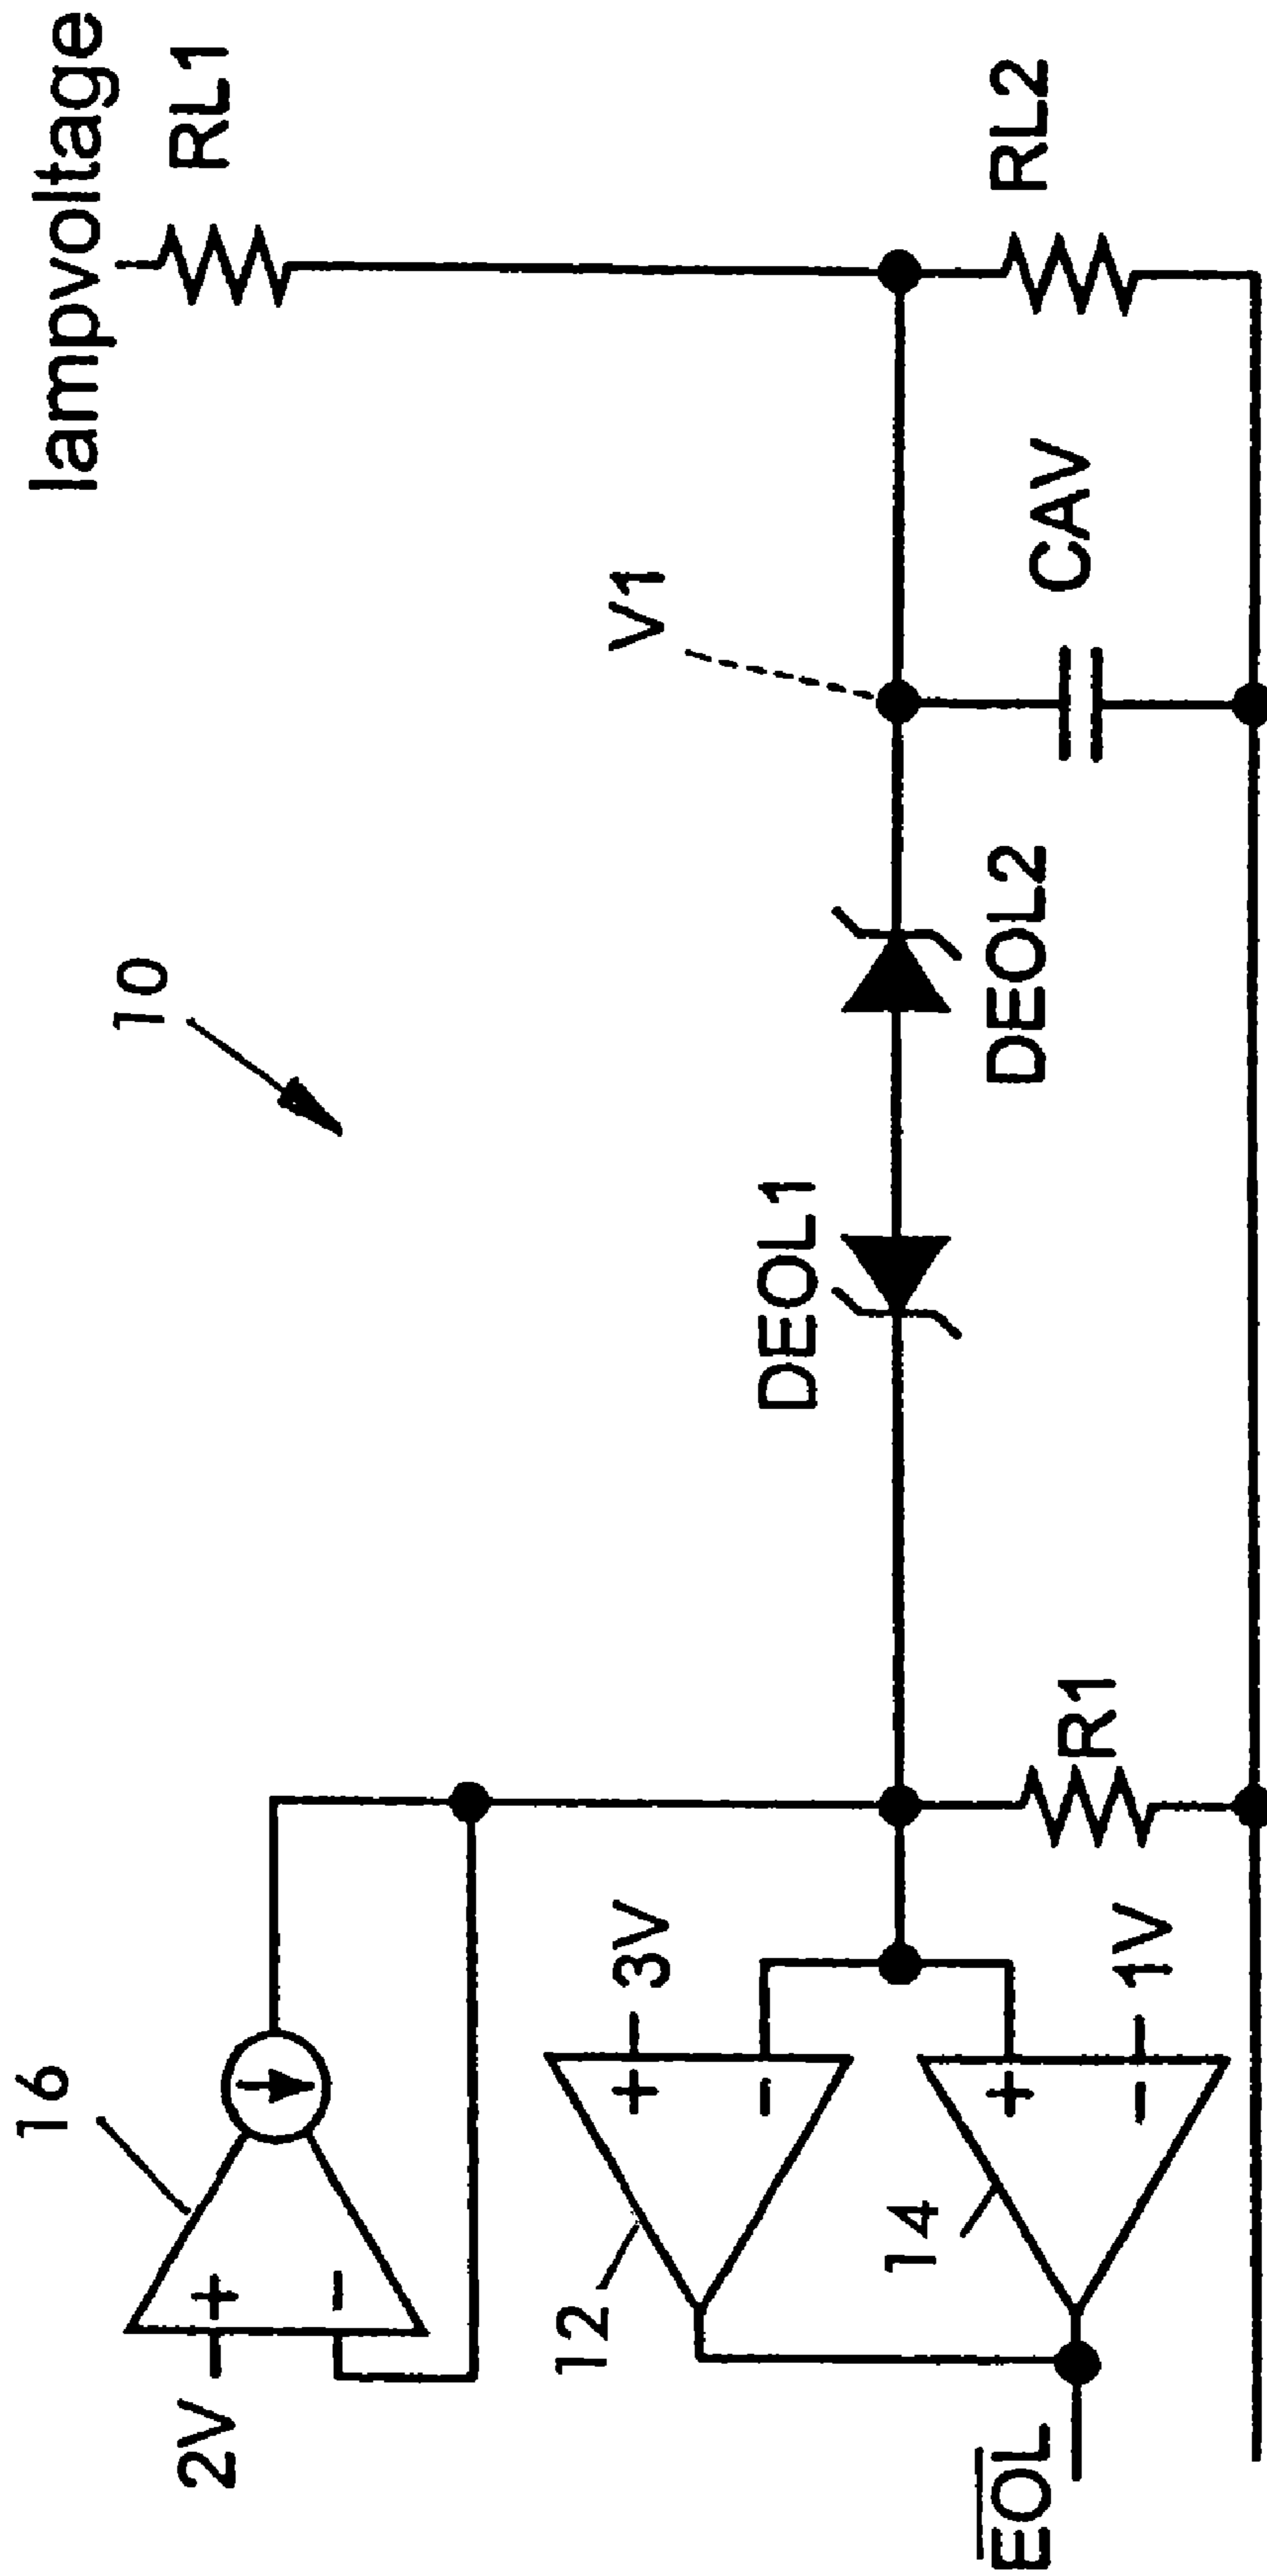 lampvoltage
RL1
10
16
2V
+
-
V1
DEOL1
3V
+
-
12
RL2
CAV
DEOL2
R1
+
-
1V
14
EOL